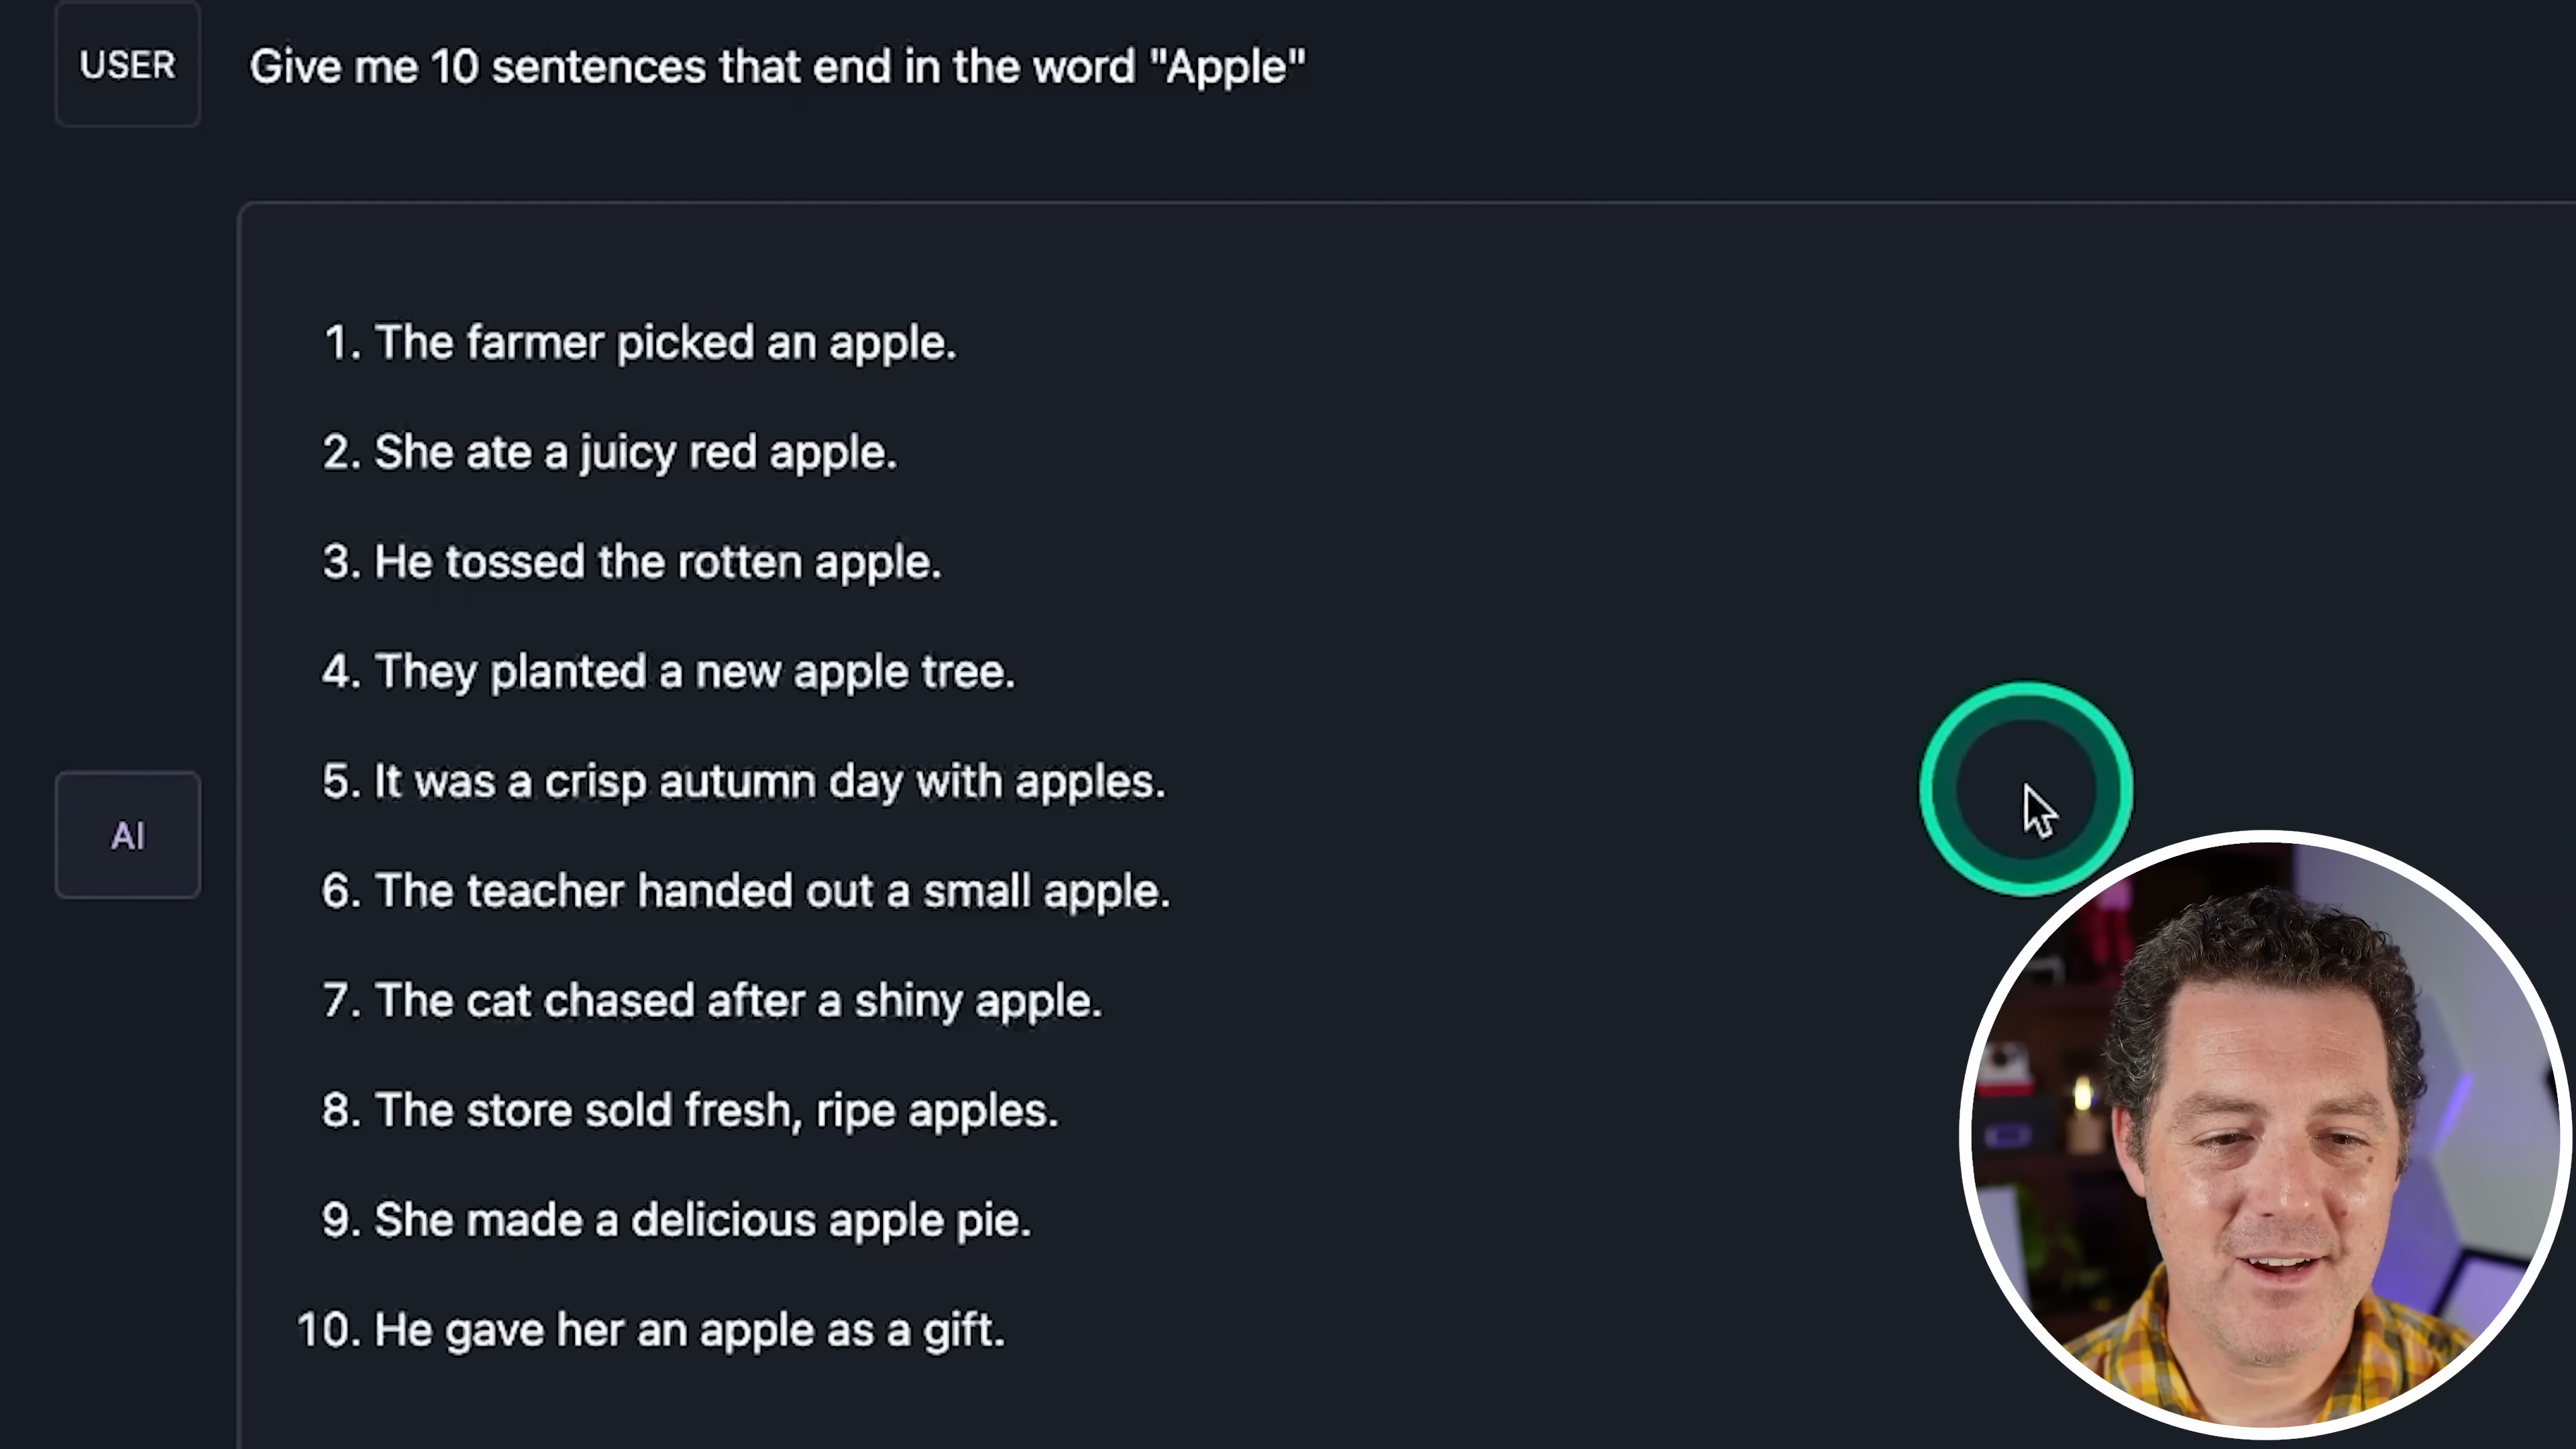 USER
Give me 10 sentences that end in the word "Apple"
1. The farmer picked an apple.
2. She ate a juicy red apple.
3. He tossed the rotten apple.
4. They planted a new apple tree.
5. It was a crisp autumn day with apples.
AI
6. The teacher handed out a small apple.
7. The cat chased after a shiny apple.
8. The store sold fresh, ripe apples.
9. She made a delicious apple pie.
10. He gave her an apple as a gift.